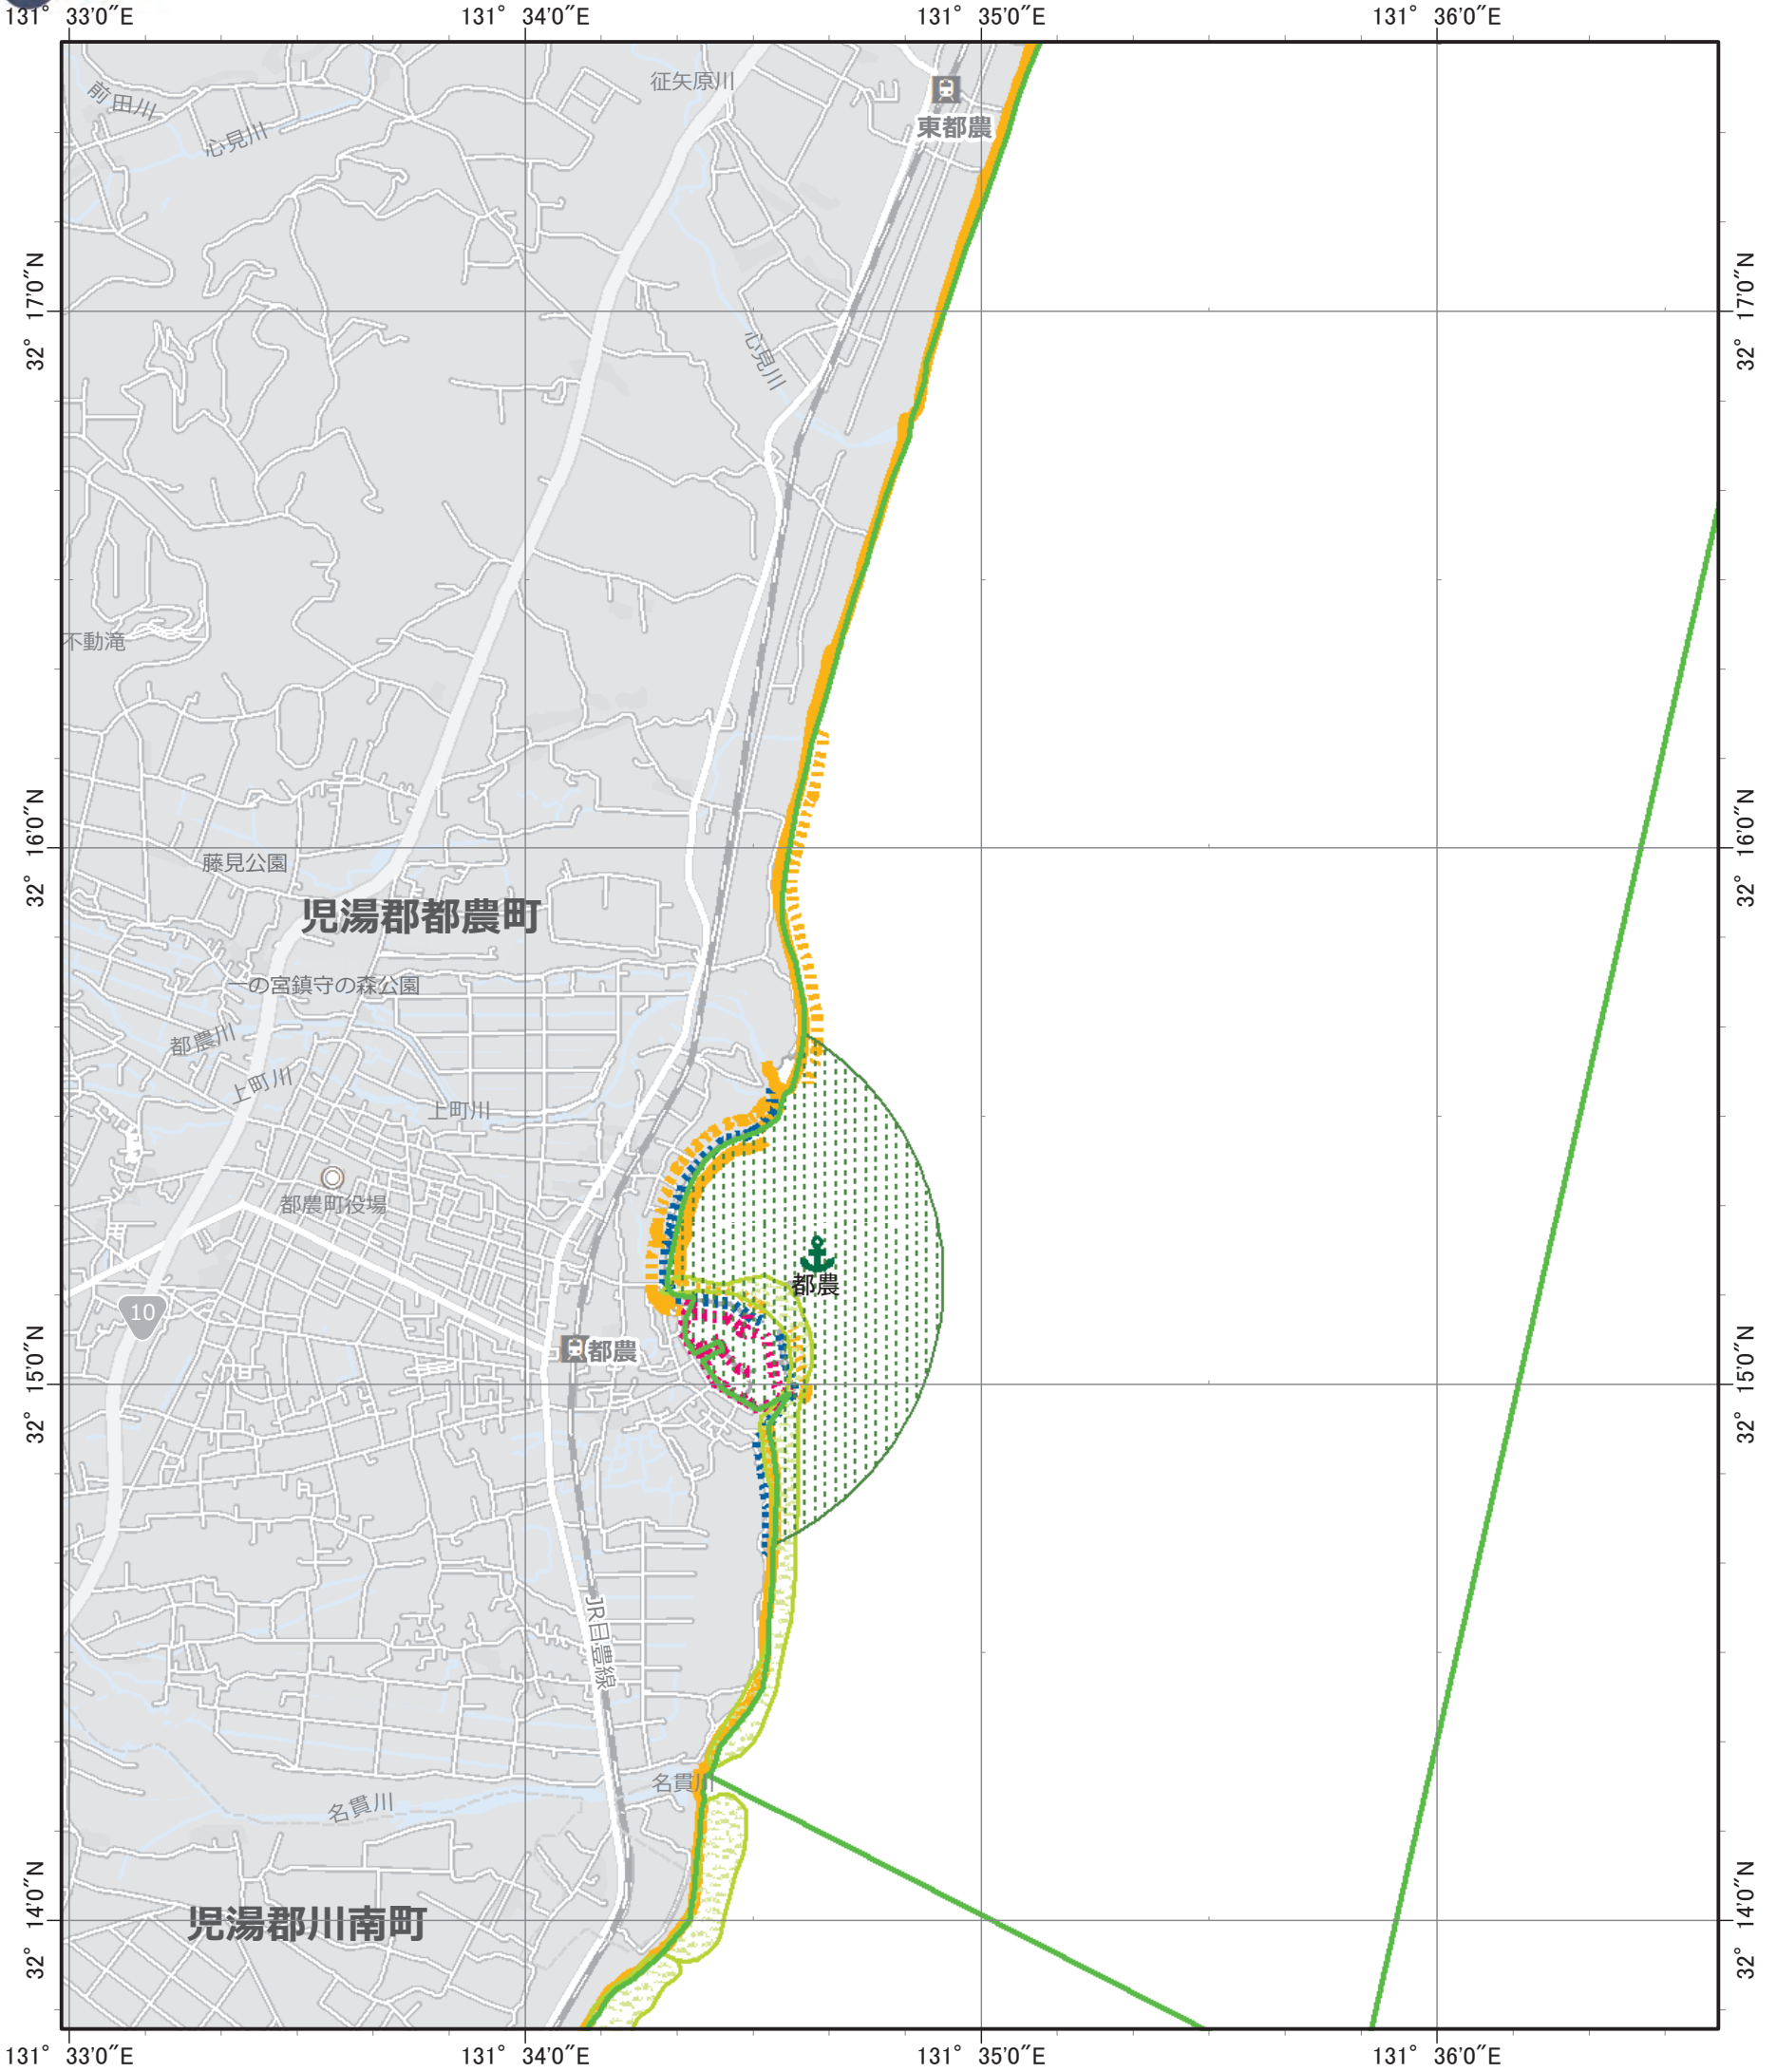 131° 33'0"E
131° 34'0"E
131° 35'0"E
131° 36'0"E
征矢原川
前田川
心見川
東都農
32° 17'0"N
32° 17'0"N
心見川
不動滝
32° 16'0"N
32° 16'0"N
藤見公園
児湯郡都農町
一の宮鎮守の森公園
都農川
上町川
上町川
都農町役場
都農
10
都農
32° 15'0"N
32° 15'0"N
JR日豊線
名貫川
名貫川
32° 14'0"N
32° 14'0"N
児湯郡川南町
131° 33'0"E
131° 34'0"E
131° 35'0"E
131° 36'0"E